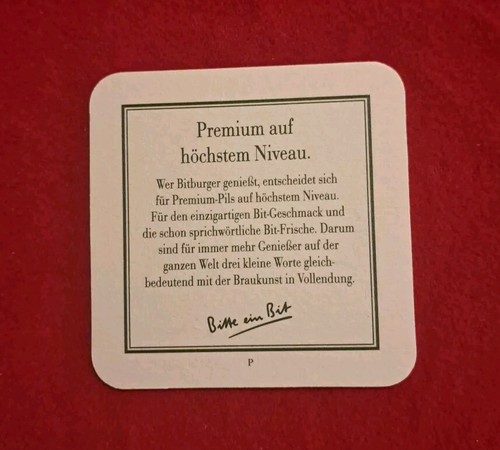 Premium auf
höchstem Niveau.
Wer Bitburger genießt, entscheidet sich
für Premium-Pils auf höchstem Niveau.
Für den einzigartigen Bit-Geschmack und
die schon sprichwörtliche Bit-Frische. Darum
sind für immer mehr Genießer auf der
ganzen Welt drei kleine Worte gleich-
bedeutend mit der Braukunst in Vollendung.
Bitte ein Bit
P